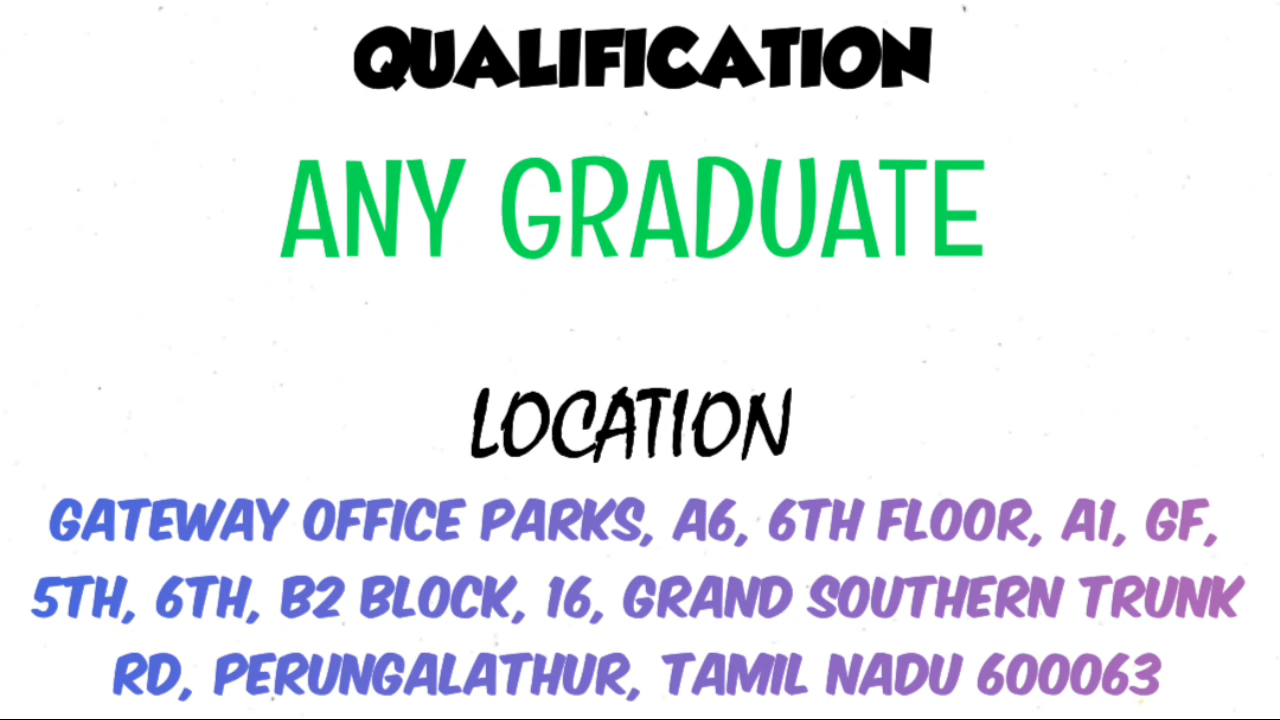 QUALIFICATION
ANY GRADUATE
LOCATION
GATEWAY OFFICE PARKS, A6, 6TH FLOOR, A1, GF,
5TH, 6TH, B2 BLOCK, 16, GRAND SOUTHERN TRUNK
RD, PERUNGALATHUR, TAMIL NADU 600063